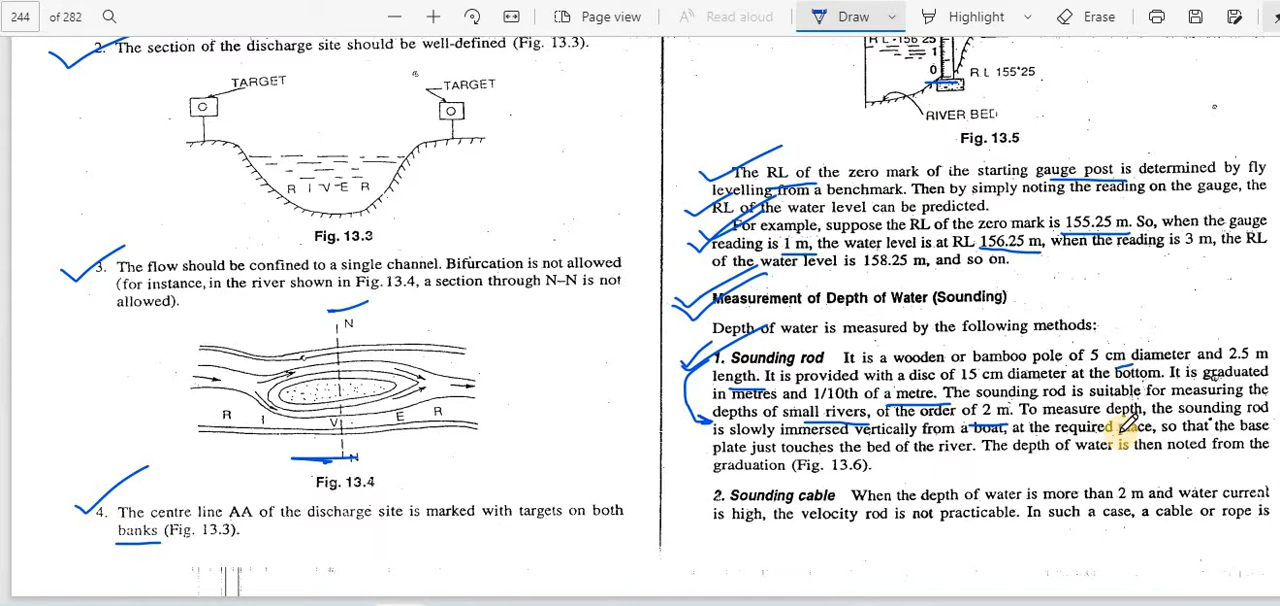 244 of 282 Page view Read aloud Draw Highlight Erase
2. The section of the discharge site should be well-defined (Fig. 13.3).
TARGET TARGET
R I V E R
Fig. 13.3
3. The flow should be confined to a single channel. Bifurcation is not allowed
(for instance, in the river shown in Fig. 13.4, a section through N–N is not
allowed).
N
R I V E R
N
Fig. 13.4
4. The centre line AA of the discharge site is marked with targets on both
banks (Fig. 13.3).
RL-156 25
1
0 R.L 155°25
RIVER BED
Fig. 13.5
The RL of the zero mark of the starting gauge post is determined by fly
levelling from a benchmark. Then by simply noting the reading on the gauge, the
RL of the water level can be predicted.
For example, suppose the RL of the zero mark is 155.25 m. So, when the gauge
reading is 1 m, the water level is at RL 156.25 m, when the reading is 3 m, the RL
of the water level is 158.25 m, and so on.
Measurement of Depth of Water (Sounding)
Depth of water is measured by the following methods:
1. Sounding rod It is a wooden or bamboo pole of 5 cm diameter and 2.5 m
length. It is provided with a disc of 15 cm diameter at the bottom. It is graduated
in metres and 1/10th of a metre. The sounding rod is suitable for measuring the
depths of small rivers, of the order of 2 m. To measure depth, the sounding rod
is slowly immersed vertically from a boat, at the required place, so that the base
plate just touches the bed of the river. The depth of water is then noted from the
graduation (Fig. 13.6).
2. Sounding cable When the depth of water is more than 2 m and water current
is high, the velocity rod is not practicable. In such a case, a cable or rope is